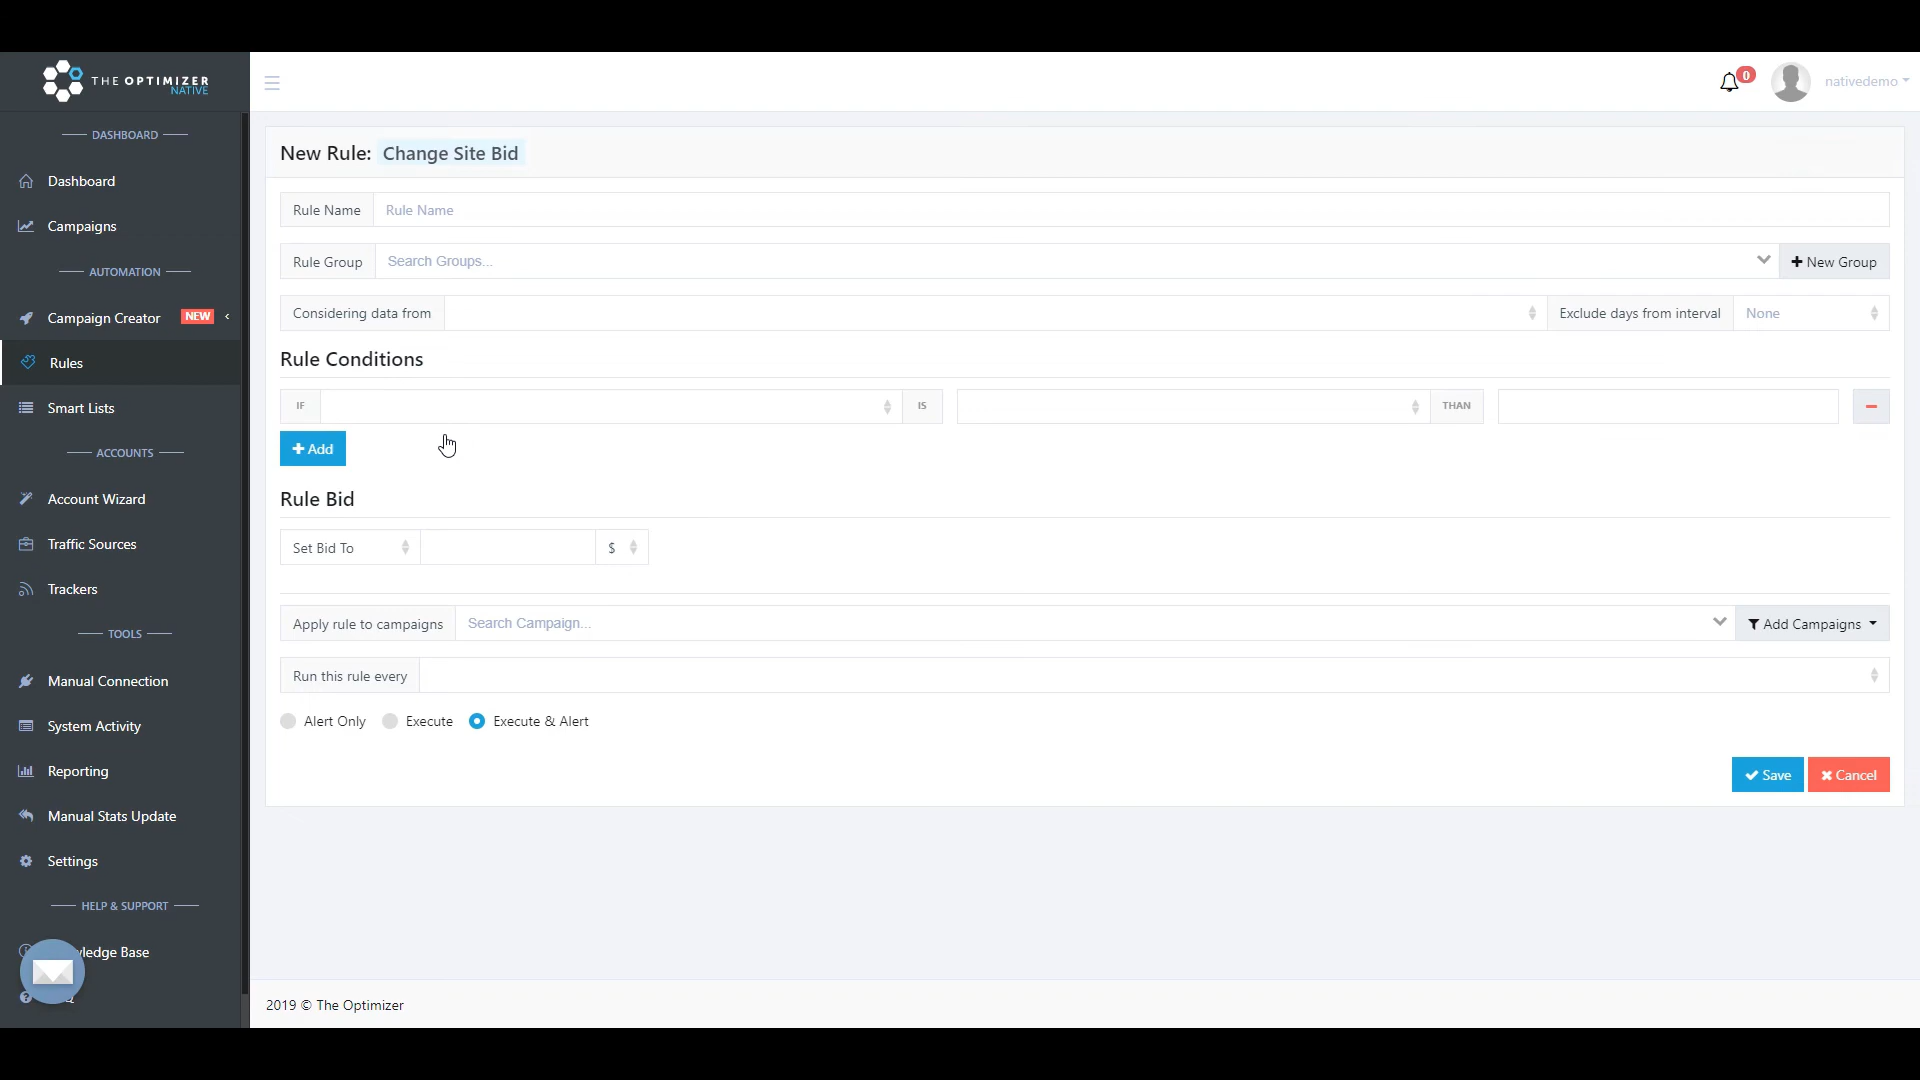 THE OPTIMIZER
NATIVE
0
nativedemo
DASHBOARD
Dashboard
Campaigns
AUTOMATION
Campaign Creator NEW
Rules
Smart Lists
ACCOUNTS
Account Wizard
Traffic Sources
Trackers
TOOLS
Manual Connection
System Activity
Reporting
Manual Stats Update
Settings
HELP & SUPPORT
ledge Base
New Rule: Change Site Bid
Rule Name Rule Name
Rule Group Search Groups... New Group
Considering data from Exclude days from interval None
Rule Conditions
IF IS THAN
Add
Rule Bid
Set Bid To $
Apply rule to campaigns Search Campaign... Add Campaigns
Run this rule every
Alert Only Execute Execute & Alert
Save Cancel
2019 © The Optimizer